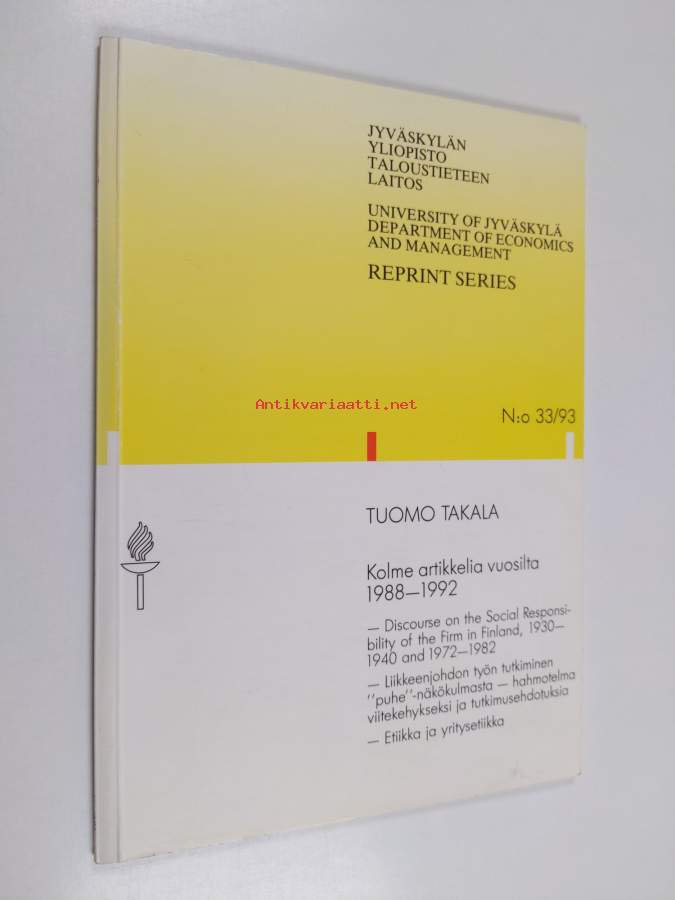 JYVÄSKYLÄN
YLIOPISTO
TALOUSTIETEEN
LAITOS
UNIVERSITY OF JYVÄSKYLÄ
DEPARTMENT OF ECONOMICS
AND MANAGEMENT
REPRINT SERIES
Antikvariaatti.net
N:o 33/93
TUOMO TAKALA
Kolme artikkelia vuosilta
1988—1992
— Discourse on the Social Responsi-
bility of the Firm in Finland, 1930—
1940 and 1972—1982
— Liikkeenjohdon työn tutkiminen
"puhe"-näkökulmasta — hahmotelma
viitekehykseksi ja tutkimusehdotuksia
— Etiikka ja yritysetiikka